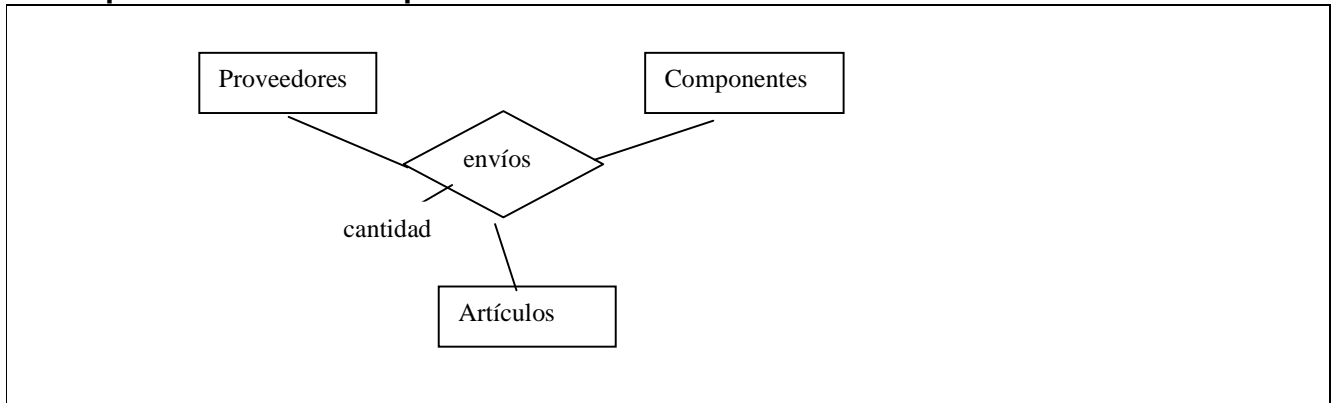 Proveedores
Componentes
envíos
cantidad
Artículos